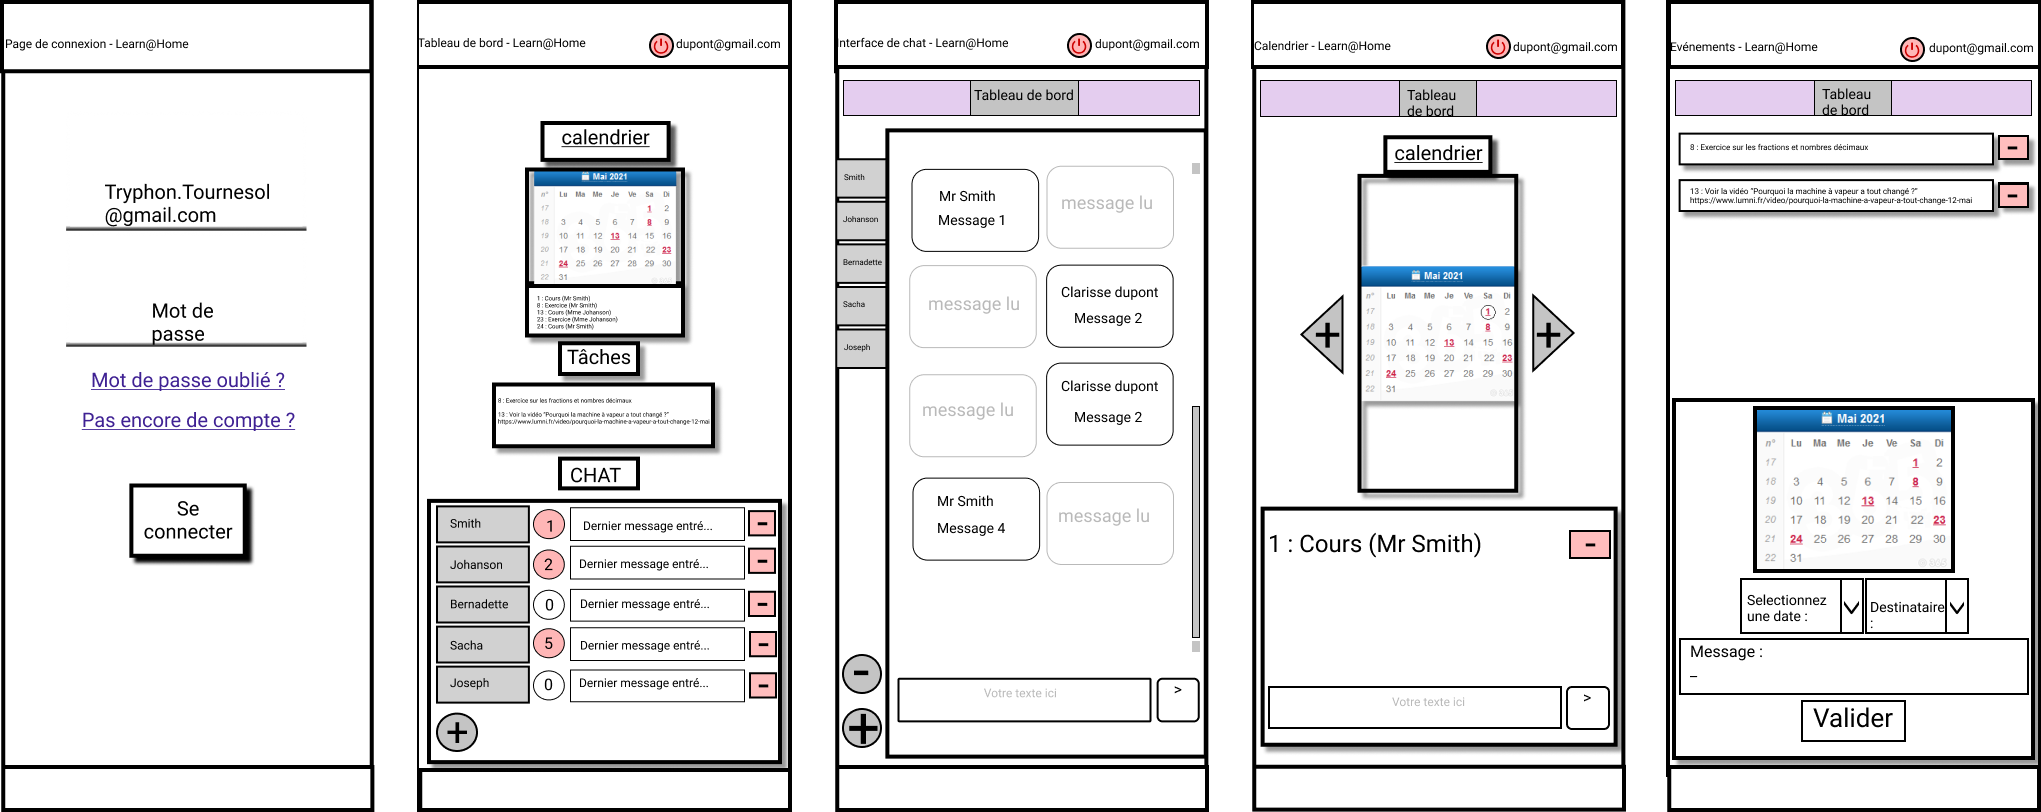 Page de connexion - Learn@Home
Tryphon.Tournesol
@gmail.com
Mot de
passe
Mot de passe oublié ?
Pas encore de compte ?
Se
connecter
Tableau de bord - Learn@Home
dupont@gmail.com
calendrier
Mai 2021
n° Lu Ma Me Je Ve Sa Di
17 1 2
18 3 4 5 6 7 8 9
19 10 11 12 13 14 15 16
20 17 18 19 20 21 22 23
21 24 25 26 27 28 29 30
22 31
1 : Cours (Mr Smith)
8 : Exercice (Mr Smith)
13 : Cours (Mme Johanson)
23 : Exercice (Mme Johanson)
24 : Cours (Mr Smith)
Tâches
8 : Exercice sur les fractions et nombres décimaux
13 : Voir la vidéo "Pourquoi la machine à vapeur a tout changé ?"
https://www.lumni.fr/video/pourquoi-la-machine-a-vapeur-a-tout-change-12-mai
CHAT
Smith 1 Dernier message entré... -
Johanson 2 Dernier message entré... -
Bernadette 0 Dernier message entré... -
Sacha 5 Dernier message entré... -
Joseph 0 Dernier message entré... -
+
Interface de chat - Learn@Home
dupont@gmail.com
Tableau de bord
Smith
Johanson
Bernadette
Sacha
Joseph
Mr Smith
Message 1
message lu
message lu
Clarisse dupont
Message 2
message lu
Clarisse dupont
Message 2
Mr Smith
Message 4
message lu
-
+
Votre texte ici
>
Calendrier - Learn@Home
dupont@gmail.com
Tableau
de bord
calendrier
Mai 2021
n° Lu Ma Me Je Ve Sa Di
17 1 2
18 3 4 5 6 7 8 9
19 10 11 12 13 14 15 16
20 17 18 19 20 21 22 23
21 24 25 26 27 28 29 30
22 31
+
+
1 : Cours (Mr Smith)
-
Votre texte ici
>
Evénements - Learn@Home
dupont@gmail.com
Tableau
de bord
8 : Exercice sur les fractions et nombres décimaux
-
13 : Voir la vidéo "Pourquoi la machine à vapeur a tout changé ?"
https://www.lumni.fr/video/pourquoi-la-machine-a-vapeur-a-tout-change-12-mai
-
Mai 2021
n° Lu Ma Me Je Ve Sa Di
17 1 2
18 3 4 5 6 7 8 9
19 10 11 12 13 14 15 16
20 17 18 19 20 21 22 23
21 24 25 26 27 28 29 30
22 31
Selectionnez
une date :
Destinataire
:
Message :
_
Valider